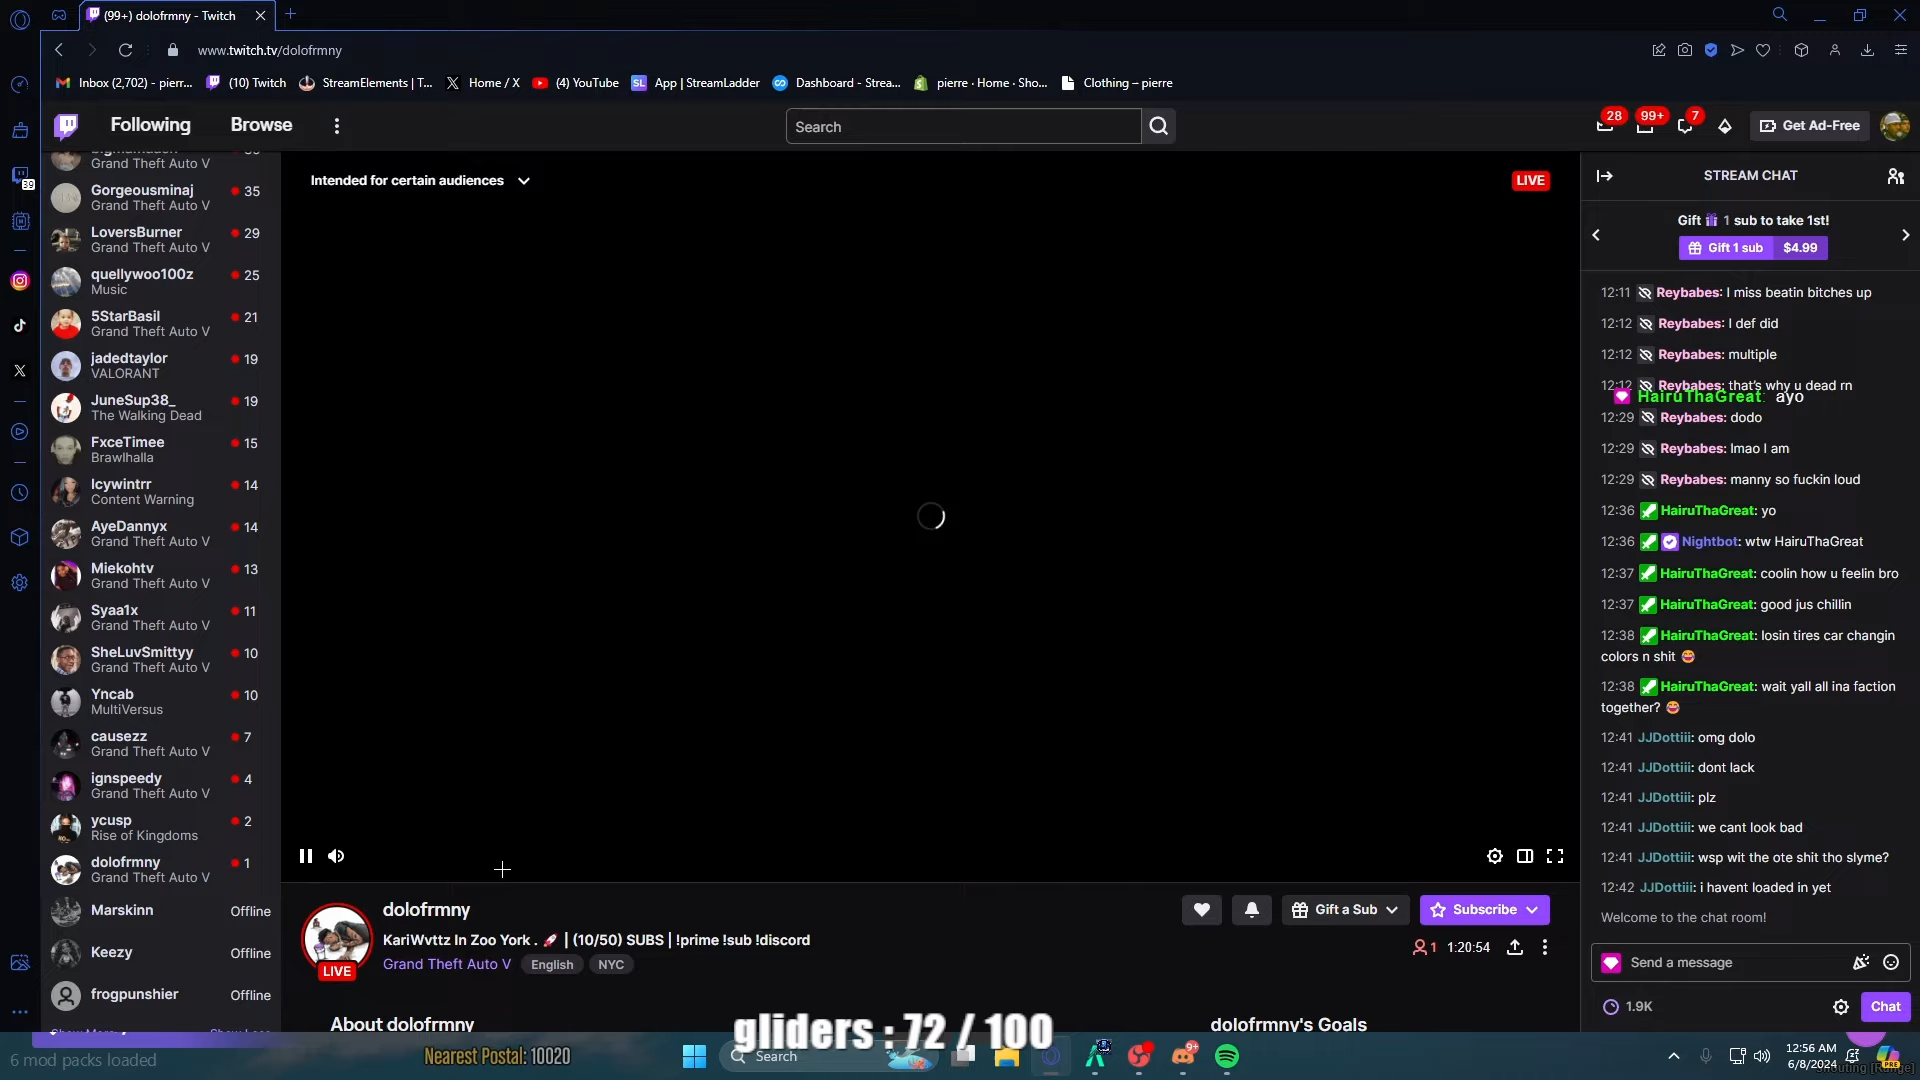 (99+) dolofrmny - Twitch
www.twitch.tv/dolofrmny
Inbox (2,702) - pierr...
(10) Twitch
StreamElements | T...
Home / X
(4) YouTube
SL
App | StreamLadder
Dashboard - Strea...
pierre · Home · Sho...
Clothing – pierre
Following
Browse
Search
28
99+
7
Get Ad-Free
39
Grand Theft Auto V
Gorgeousminaj
35
Grand Theft Auto V
LoversBurner
29
Grand Theft Auto V
quellywoo100z
25
Music
5StarBasil
21
Grand Theft Auto V
jadedtaylor
19
VALORANT
JuneSup38_
19
The Walking Dead
FxceTimee
15
Brawlhalla
Icywintrr
14
Content Warning
AyeDannyx
14
Grand Theft Auto V
Miekohtv
13
Grand Theft Auto V
Syaa1x
11
Grand Theft Auto V
SheLuvSmittyy
10
Grand Theft Auto V
Yncab
10
MultiVersus
causezz
7
Grand Theft Auto V
ignspeedy
4
Grand Theft Auto V
ycusp
2
Rise of Kingdoms
dolofrmny
1
Grand Theft Auto V
Marskinn
Offline
Keezy
Offline
frogpunshier
Offline
Intended for certain audiences
LIVE
dolofrmny
KariWvttz In Zoo York . 🚀 | (10/50) SUBS | !prime !sub !discord
Grand Theft Auto V
English
NYC
LIVE
Gift a Sub
Subscribe
1
1:20:54
About dolofrmny
dolofrmny's Goals
STREAM CHAT
Gift 1 sub to take 1st!
Gift 1 sub
$4.99
12:11 Reybabes: I miss beatin bitches up
12:12 Reybabes: I def did
12:12 Reybabes: multiple
12:12 Reybabes: that's why u dead rn
HairuThaGreat: ayo
12:29 Reybabes: dodo
12:29 Reybabes: lmao I am
12:29 Reybabes: manny so fuckin loud
12:36 HairuThaGreat: yo
12:36 Nightbot: wtw HairuThaGreat
12:37 HairuThaGreat: coolin how u feelin bro
12:37 HairuThaGreat: good jus chillin
12:38 HairuThaGreat: losin tires car changin
colors n shit 😂
12:38 HairuThaGreat: wait yall all ina faction
together? 😂
12:41 JJDottiii: omg dolo
12:41 JJDottiii: dont lack
12:41 JJDottiii: plz
12:41 JJDottiii: we cant look bad
12:41 JJDottiii: wsp wit the ote shit tho slyme?
12:42 JJDottiii: i havent loaded in yet
Welcome to the chat room!
Send a message
1.9K
Chat
gliders : 72 / 100
6 mod packs loaded
Nearest Postal: 10020
Search
9+
12:56 AM
6/8/2024
PRE